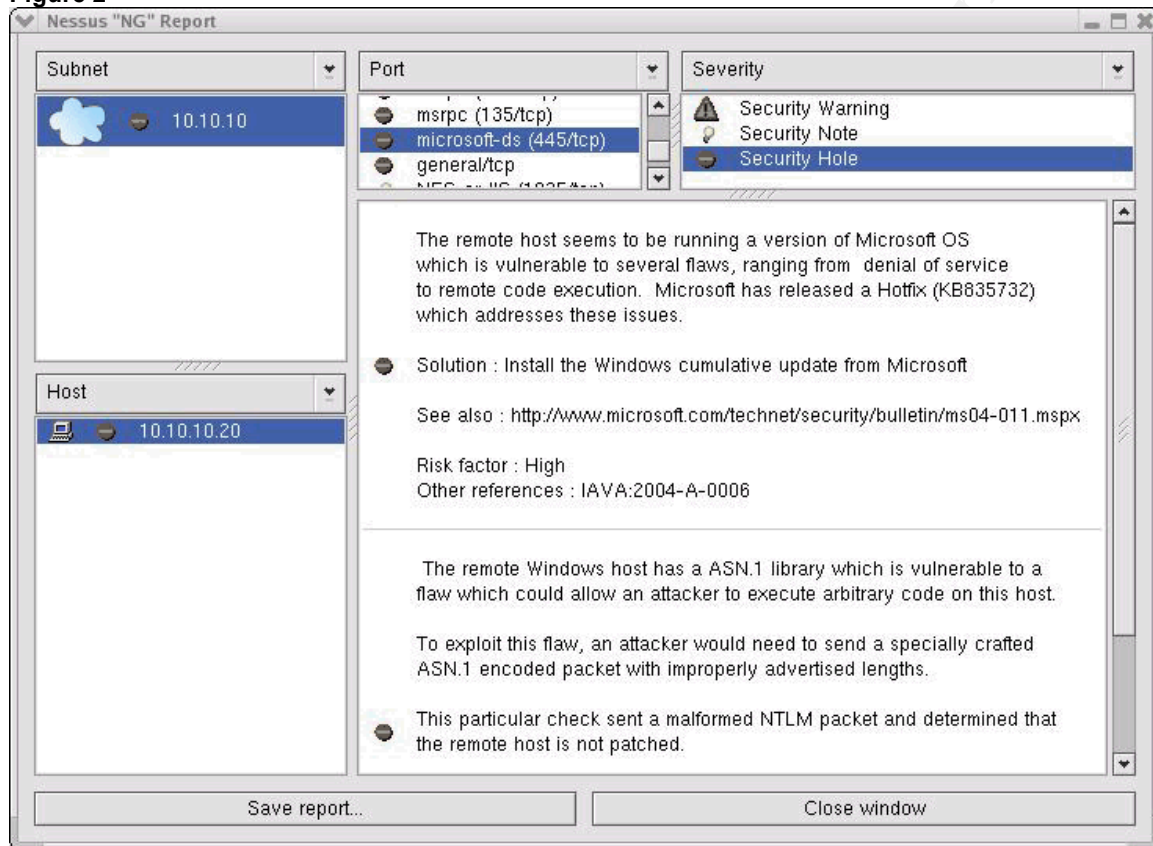 Nessus "NG" Report
Subnet
10.10.10
Host
10.10.10.20
Port
msrpc (135/tcp)
microsoft-ds (445/tcp)
general/tcp
Severity
Security Warning
Security Note
Security Hole
The remote host seems to be running a version of Microsoft OS
which is vulnerable to several flaws, ranging from denial of service
to remote code execution. Microsoft has released a Hotfix (KB835732)
which addresses these issues.
Solution : Install the Windows cumulative update from Microsoft
See also : http://www.microsoft.com/technet/security/bulletin/ms04-011.mspx
Risk factor : High
Other references : IAVA:2004-A-0006
The remote Windows host has a ASN.1 library which is vulnerable to a
flaw which could allow an attacker to execute arbitrary code on this host.
To exploit this flaw, an attacker would need to send a specially crafted
ASN.1 encoded packet with improperly advertised lengths.
This particular check sent a malformed NTLM packet and determined that
the remote host is not patched.
Save report...
Close window